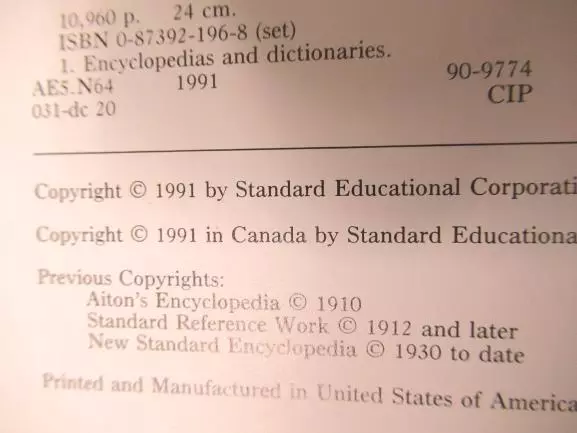 10,960 p. 24 cm.
ISBN 0-87392-196-8 (set)
1. Encyclopedias and dictionaries.
AE5.N64 1991 90-9774
031-dc 20 CIP
Copyright © 1991 by Standard Educational Corporati
Copyright © 1991 in Canada by Standard Educationa
Previous Copyrights:
Aiton's Encyclopedia © 1910
Standard Reference Work © 1912 and later
New Standard Encyclopedia © 1930 to date
Printed and Manufactured in United States of America